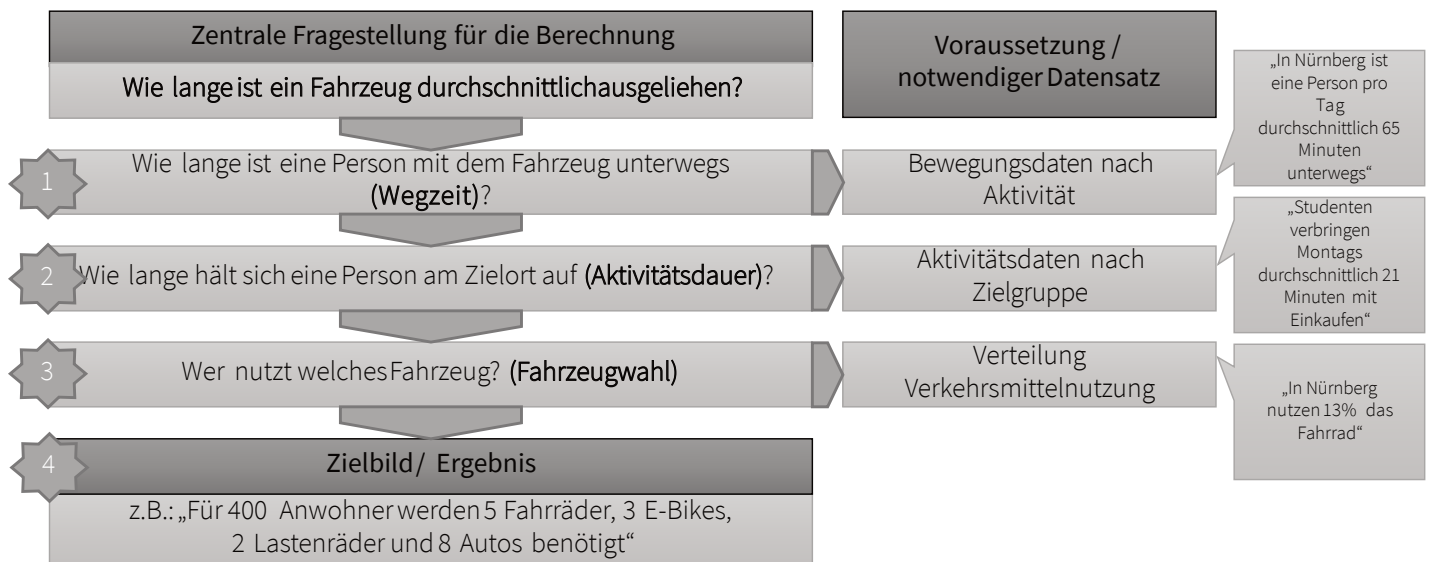 Zentrale Fragestellung für die Berechnung
Wie lange ist ein Fahrzeug durchschnittlich ausgeliehen?
Voraussetzung /
notwendiger Datensatz
1
Wie lange ist eine Person mit dem Fahrzeug unterwegs
(Wegzeit)?
Bewegungsdaten nach
Aktivität
„In Nürnberg ist
eine Person pro
Tag
durchschnittlich 65
Minuten
unterwegs“
2
Wie lange hält sich eine Person am Zielort auf (Aktivitätsdauer)?
Aktivitätsdaten nach
Zielgruppe
„Studenten
verbringen
Montags
durchschnittlich 21
Minuten mit
Einkaufen“
3
Wer nutzt welches Fahrzeug? (Fahrzeugwahl)
Verteilung
Verkehrsmittelnutzung
„In Nürnberg
nutzen 13% das
Fahrrad“
4
Zielbild/ Ergebnis
z.B.: „Für 400 Anwohner werden 5 Fahrräder, 3 E-Bikes,
2 Lastenräder und 8 Autos benötigt“